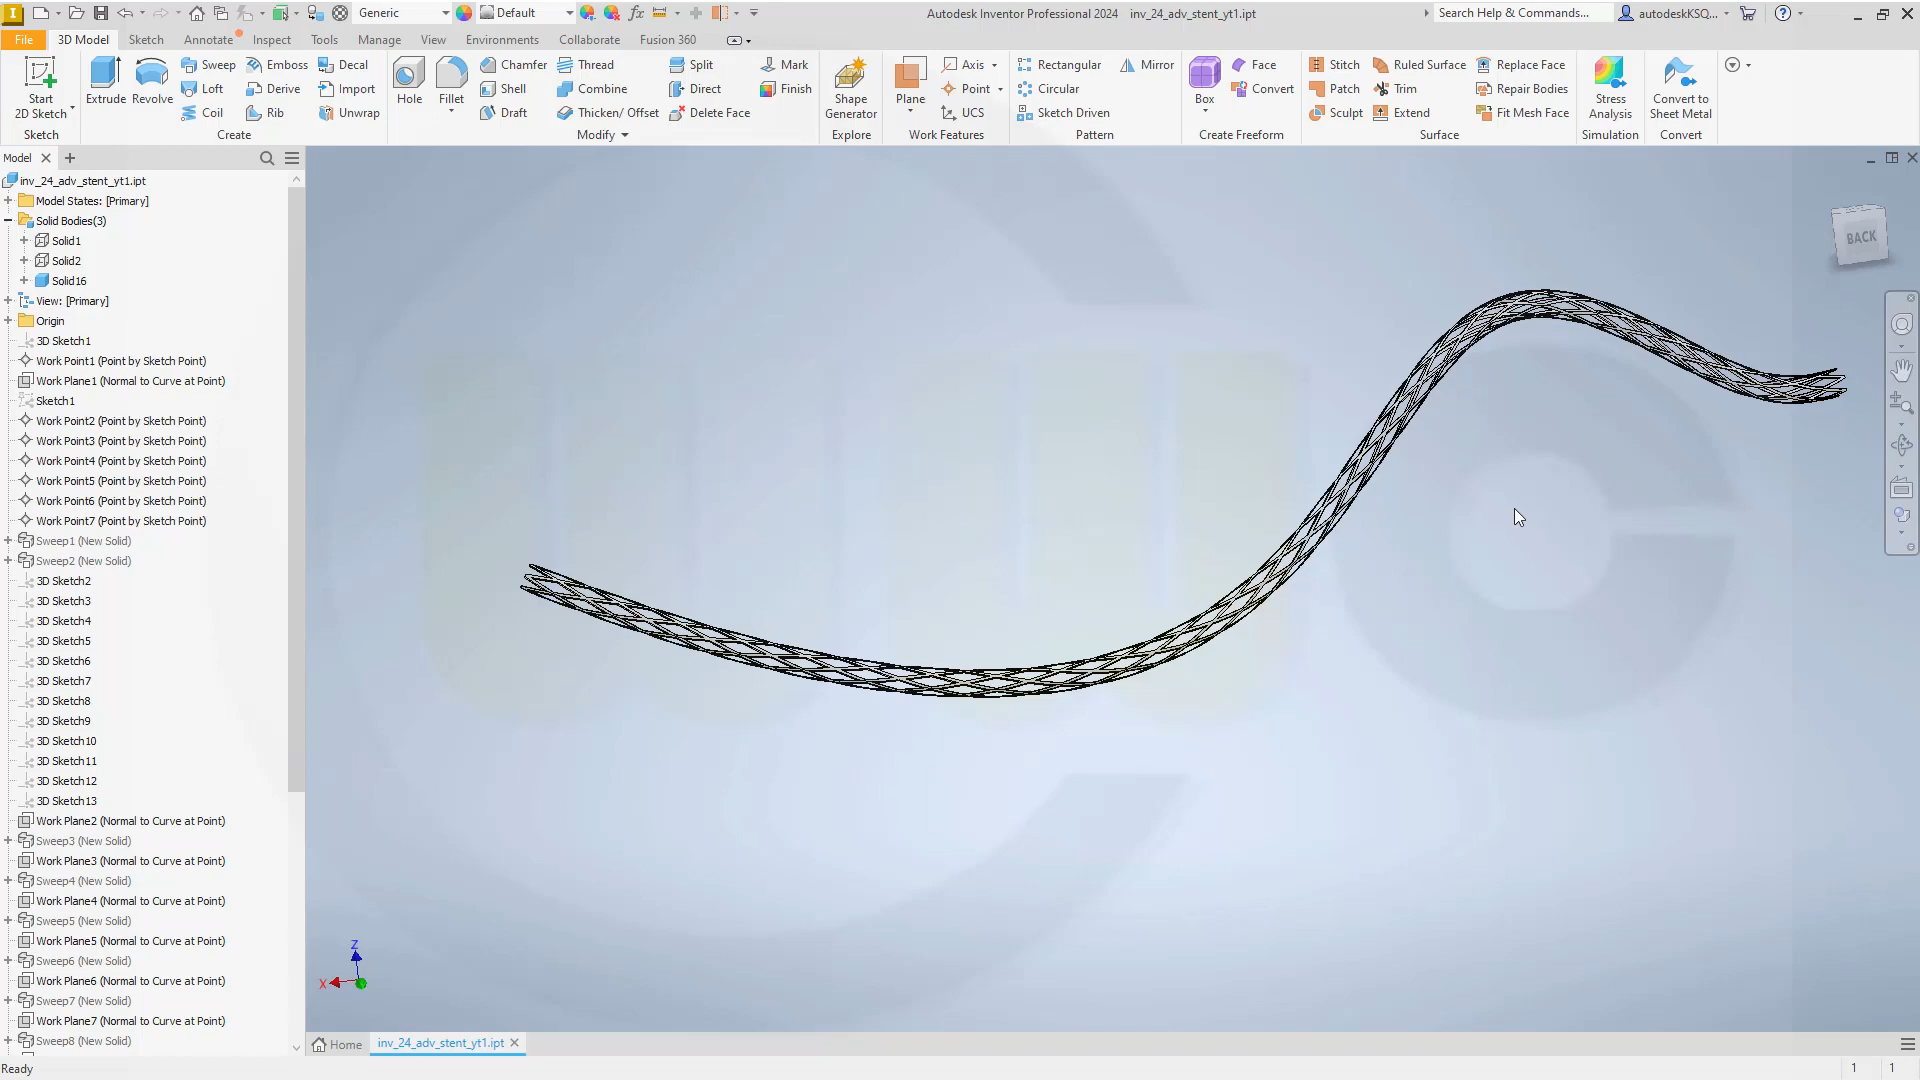 Generic
Default
Autodesk Inventor Professional 2024 inv_24_adv_stent_yt1.ipt
Search Help & Commands...
autodeskKSQ...
File 3D Model Sketch Annotate Inspect Tools Manage View Environments Collaborate Fusion 360
Start
2D Sketch
Sketch
Extrude
Revolve
Sweep
Emboss
Decal
Loft
Derive
Import
Coil
Rib
Unwrap
Create
Hole
Fillet
Chamfer
Thread
Split
Mark
Shell
Combine
Direct
Finish
Draft
Thicken/ Offset
Delete Face
Modify
Shape
Generator
Explore
Plane
Axis
Point
UCS
Work Features
Rectangular
Mirror
Circular
Sketch Driven
Pattern
Box
Face
Convert
Create Freeform
Stitch
Ruled Surface
Replace Face
Patch
Trim
Repair Bodies
Sculpt
Extend
Fit Mesh Face
Surface
Stress
Analysis
Simulation
Convert to
Sheet Metal
Convert
Model
inv_24_adv_stent_yt1.ipt
Model States: [Primary]
Solid Bodies(3)
Solid1
Solid2
Solid16
View: [Primary]
Origin
3D Sketch1
Work Point1 (Point by Sketch Point)
Work Plane1 (Normal to Curve at Point)
Sketch1
Work Point2 (Point by Sketch Point)
Work Point3 (Point by Sketch Point)
Work Point4 (Point by Sketch Point)
Work Point5 (Point by Sketch Point)
Work Point6 (Point by Sketch Point)
Work Point7 (Point by Sketch Point)
Sweep1 (New Solid)
Sweep2 (New Solid)
3D Sketch2
3D Sketch3
3D Sketch4
3D Sketch5
3D Sketch6
3D Sketch7
3D Sketch8
3D Sketch9
3D Sketch10
3D Sketch11
3D Sketch12
3D Sketch13
Work Plane2 (Normal to Curve at Point)
Sweep3 (New Solid)
Work Plane3 (Normal to Curve at Point)
Sweep4 (New Solid)
Work Plane4 (Normal to Curve at Point)
Sweep5 (New Solid)
Work Plane5 (Normal to Curve at Point)
Sweep6 (New Solid)
Work Plane6 (Normal to Curve at Point)
Sweep7 (New Solid)
Work Plane7 (Normal to Curve at Point)
Sweep8 (New Solid)
BACK
Z
X
Home
inv_24_adv_stent_yt1.ipt
Ready
1 1